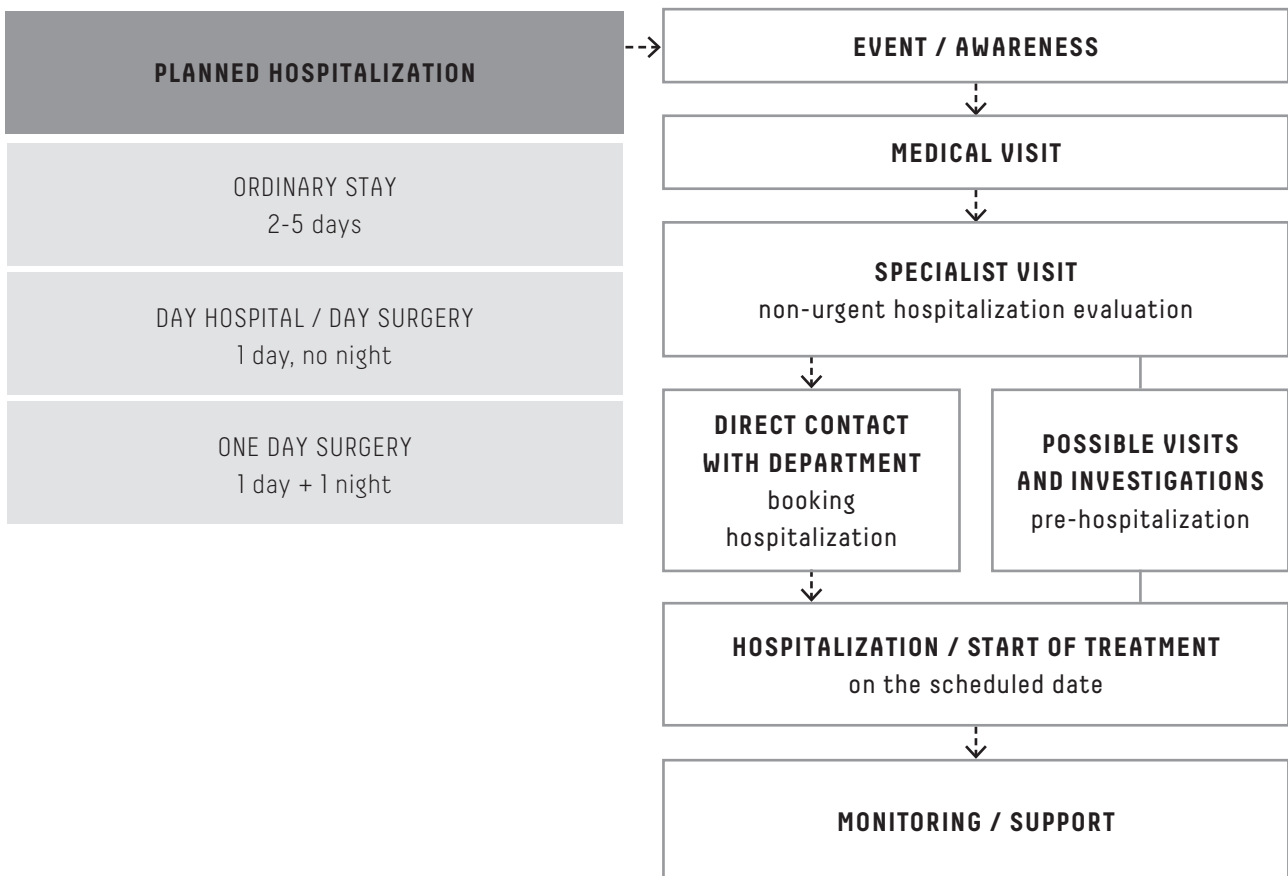 PLANNED HOSPITALIZATION
ORDINARY STAY
2-5 days
DAY HOSPITAL / DAY SURGERY
1 day, no night
ONE DAY SURGERY
1 day + 1 night
EVENT / AWARENESS
MEDICAL VISIT
SPECIALIST VISIT
non-urgent hospitalization evaluation
DIRECT CONTACT
WITH DEPARTMENT
booking
hospitalization
POSSIBLE VISITS
AND INVESTIGATIONS
pre-hospitalization
HOSPITALIZATION / START OF TREATMENT
on the scheduled date
MONITORING / SUPPORT